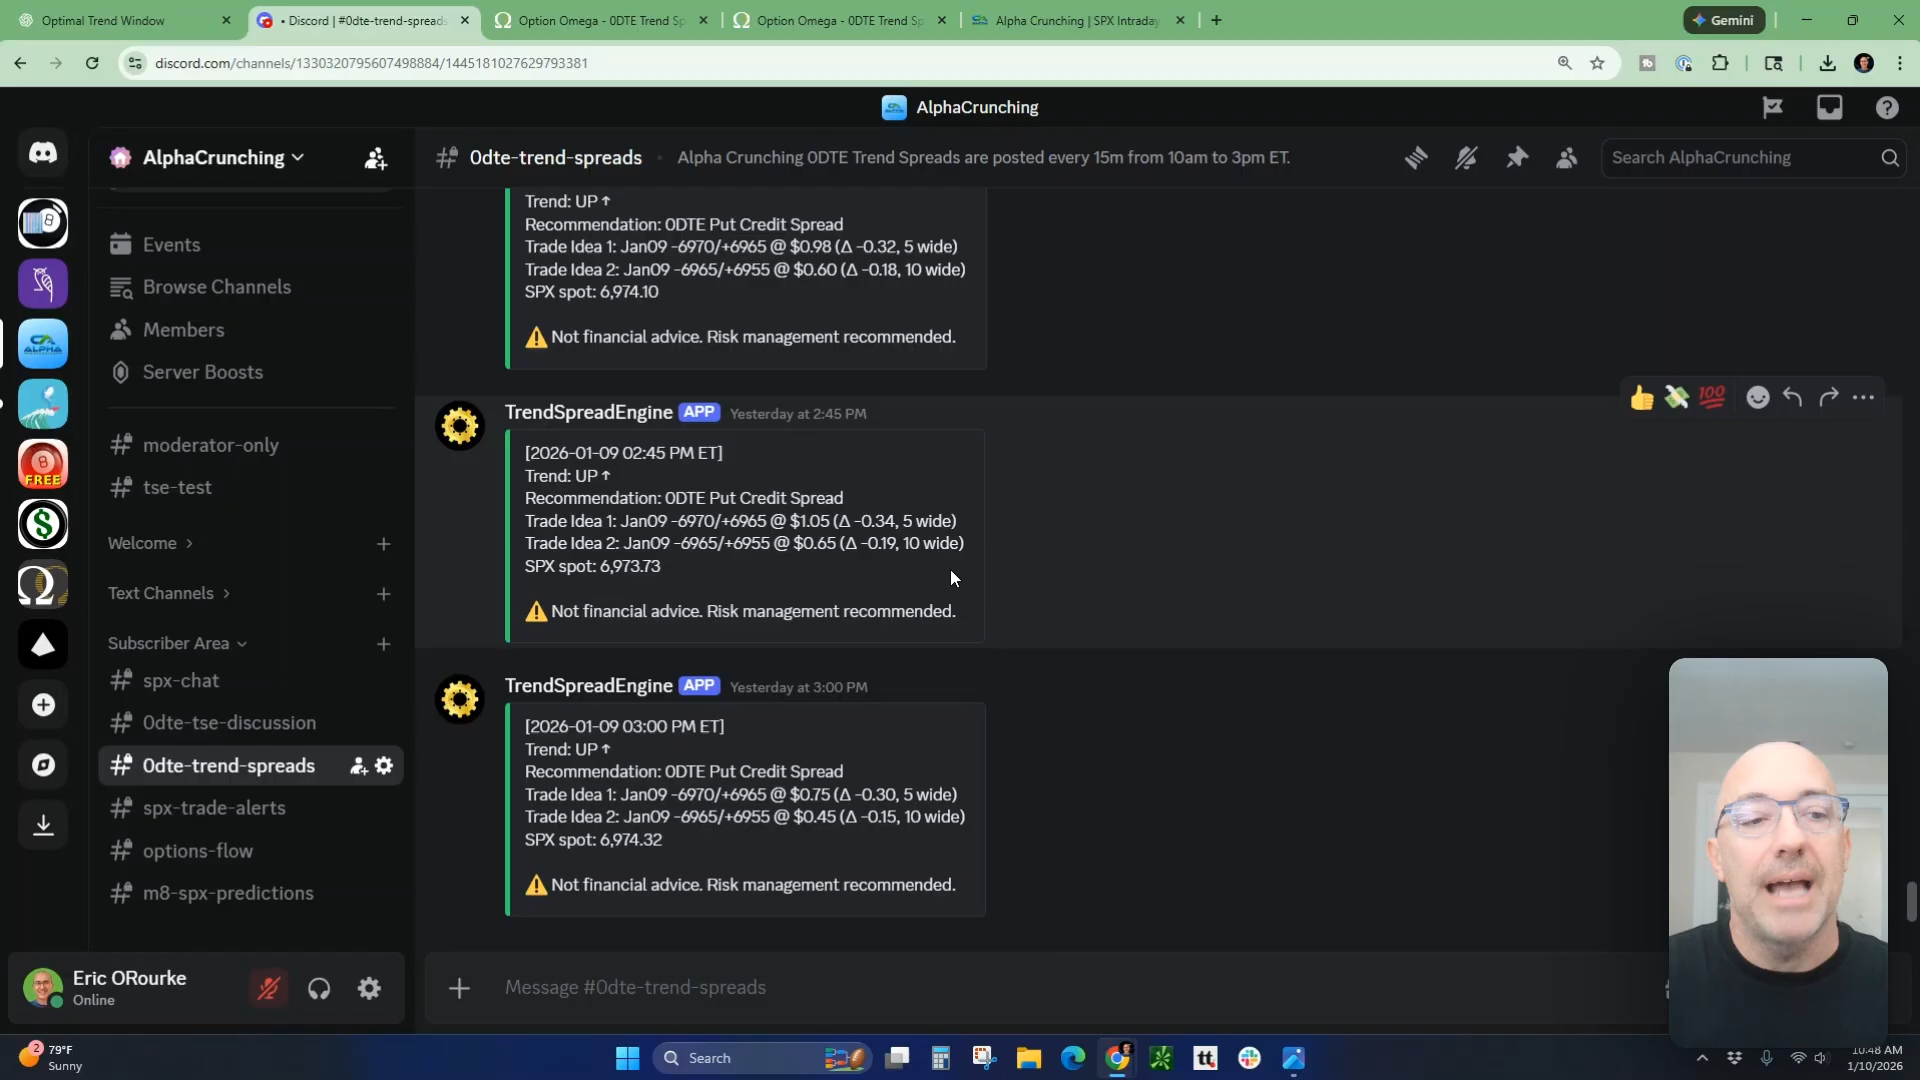 Optimal Trend Window
• Discord | #0dte-trend-spreads
Option Omega - 0DTE Trend Sp
Option Omega - 0DTE Trend Sp
Alpha Crunching | SPX Intraday
Gemini
discord.com/channels/1330320795607498884/1445181027629793381
AlphaCrunching
AlphaCrunching
0dte-trend-spreads
Alpha Crunching 0DTE Trend Spreads are posted every 15m from 10am to 3pm ET.
Search AlphaCrunching
Events
Browse Channels
Members
Server Boosts
moderator-only
tse-test
Welcome
Text Channels
Subscriber Area
spx-chat
0dte-tse-discussion
0dte-trend-spreads
spx-trade-alerts
options-flow
m8-spx-predictions
Eric ORourke
Online
ALPHA
8
FREE
Trend: UP ↑
Recommendation: 0DTE Put Credit Spread
Trade Idea 1: Jan09 -6970/+6965 @ $0.98 (Δ -0.32, 5 wide)
Trade Idea 2: Jan09 -6965/+6955 @ $0.60 (Δ -0.18, 10 wide)
SPX spot: 6,974.10
⚠️ Not financial advice. Risk management recommended.
TrendSpreadEngine APP Yesterday at 2:45 PM
[2026-01-09 02:45 PM ET]
Trend: UP ↑
Recommendation: 0DTE Put Credit Spread
Trade Idea 1: Jan09 -6970/+6965 @ $1.05 (Δ -0.34, 5 wide)
Trade Idea 2: Jan09 -6965/+6955 @ $0.65 (Δ -0.19, 10 wide)
SPX spot: 6,973.73
⚠️ Not financial advice. Risk management recommended.
TrendSpreadEngine APP Yesterday at 3:00 PM
[2026-01-09 03:00 PM ET]
Trend: UP ↑
Recommendation: 0DTE Put Credit Spread
Trade Idea 1: Jan09 -6970/+6965 @ $0.75 (Δ -0.30, 5 wide)
Trade Idea 2: Jan09 -6965/+6955 @ $0.45 (Δ -0.15, 10 wide)
SPX spot: 6,974.32
⚠️ Not financial advice. Risk management recommended.
Message #0dte-trend-spreads
2
79°F
Sunny
Search
tt
10:48 AM
1/10/2026